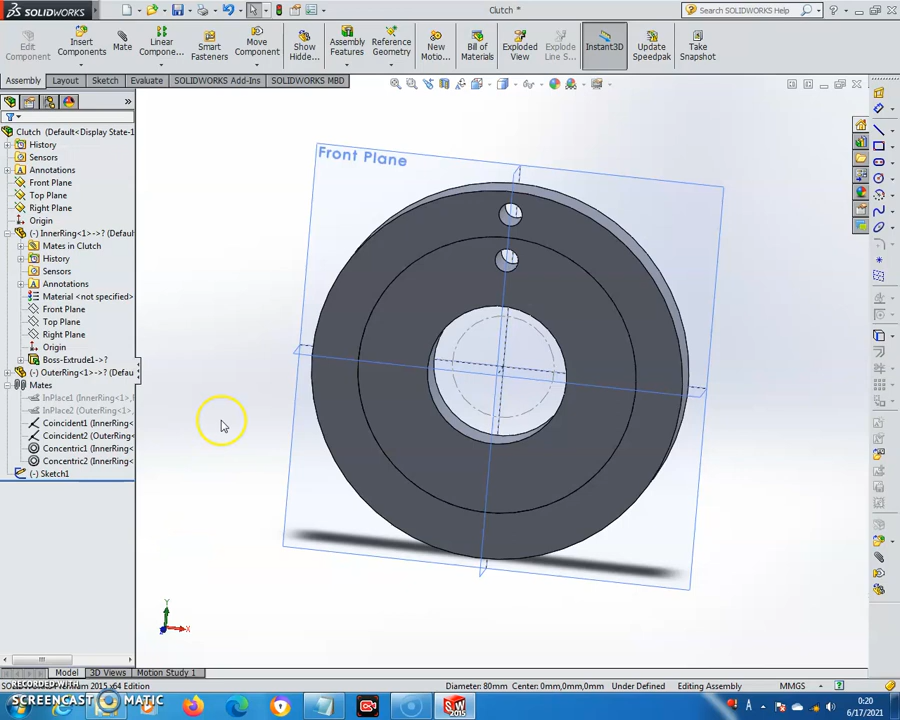 SOLIDWORKS
Clutch *
Search SOLIDWORKS Help
Edit Component
Insert Components
Mate
Linear Compone...
Smart Fasteners
Move Component
Show Hidde...
Assembly Features
Reference Geometry
New Motio...
Bill of Materials
Exploded View
Explode Line S...
Instant3D
Update Speedpak
Take Snapshot
Assembly
Layout
Sketch
Evaluate
SOLIDWORKS Add-Ins
SOLIDWORKS MBD
Clutch (Default<Display State-1
History
Sensors
Annotations
Front Plane
Top Plane
Right Plane
Origin
(-) InnerRing<1>->? (Defau
Mates in Clutch
History
Sensors
Annotations
Material <not specified>
Front Plane
Top Plane
Right Plane
Origin
Boss-Extrude1->?
(-) OuterRing<1>->? (Defau
Mates
InPlace1 (InnerRing<1>,
InPlace2 (OuterRing<1>,
Coincident1 (InnerRing<
Coincident2 (OuterRing
Concentric1 (InnerRing<
Concentric2 (InnerRing<
(-) Sketch1
Front Plane
Y
X
Model
3D Views
Motion Study 1
Diameter: 80mm Center: 0mm,0mm,0mm
Under Defined
Editing Assembly
MMGS
RECORDED WITH
SCREENCAST MATIC
SW
2015
0:20
6/17/2021